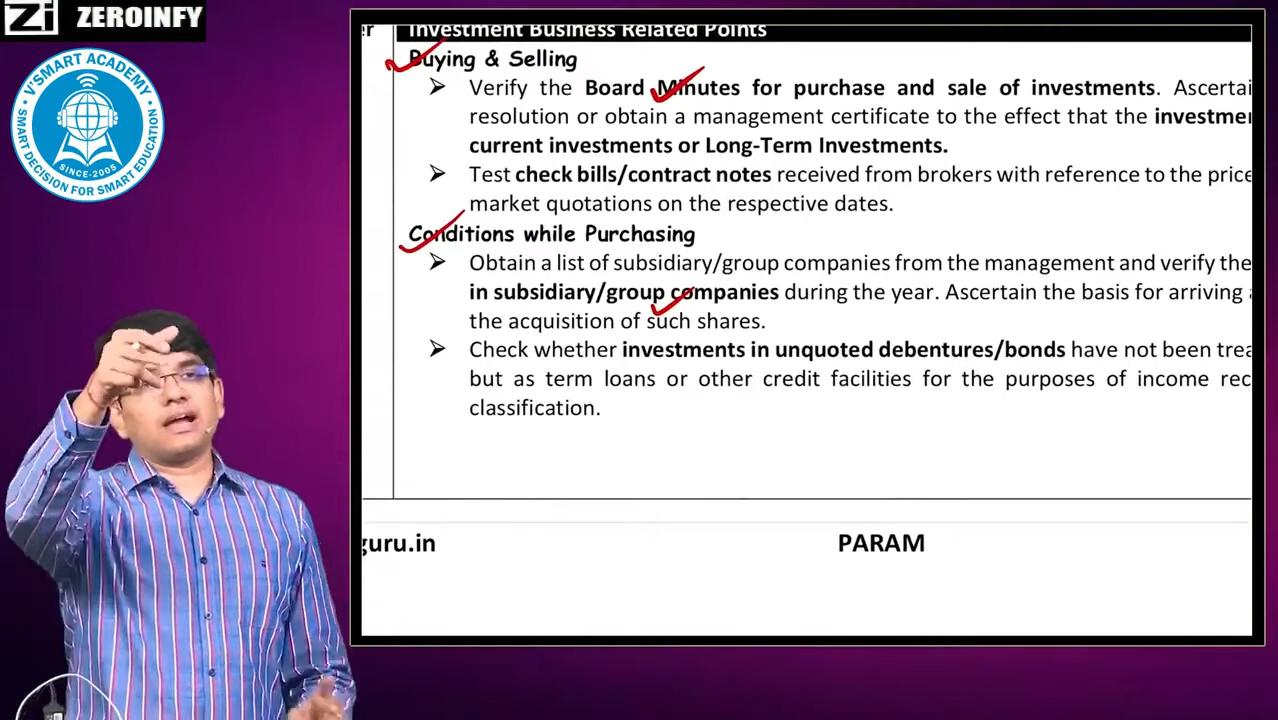 ZEROINFY
V'SMART ACADEMY
SINCE-2005
SMART DECISION FOR SMART EDUCATION
er
Investment Business Related Points
Buying & Selling
➢ Verify the Board Minutes for purchase and sale of investments. Ascertai
resolution or obtain a management certificate to the effect that the investmen
current investments or Long-Term Investments.
➢ Test check bills/contract notes received from brokers with reference to the price
market quotations on the respective dates.
Conditions while Purchasing
➢ Obtain a list of subsidiary/group companies from the management and verify the
in subsidiary/group companies during the year. Ascertain the basis for arriving a
the acquisition of such shares.
➢ Check whether investments in unquoted debentures/bonds have not been trea
but as term loans or other credit facilities for the purposes of income rec
classification.
guru.in
PARAM